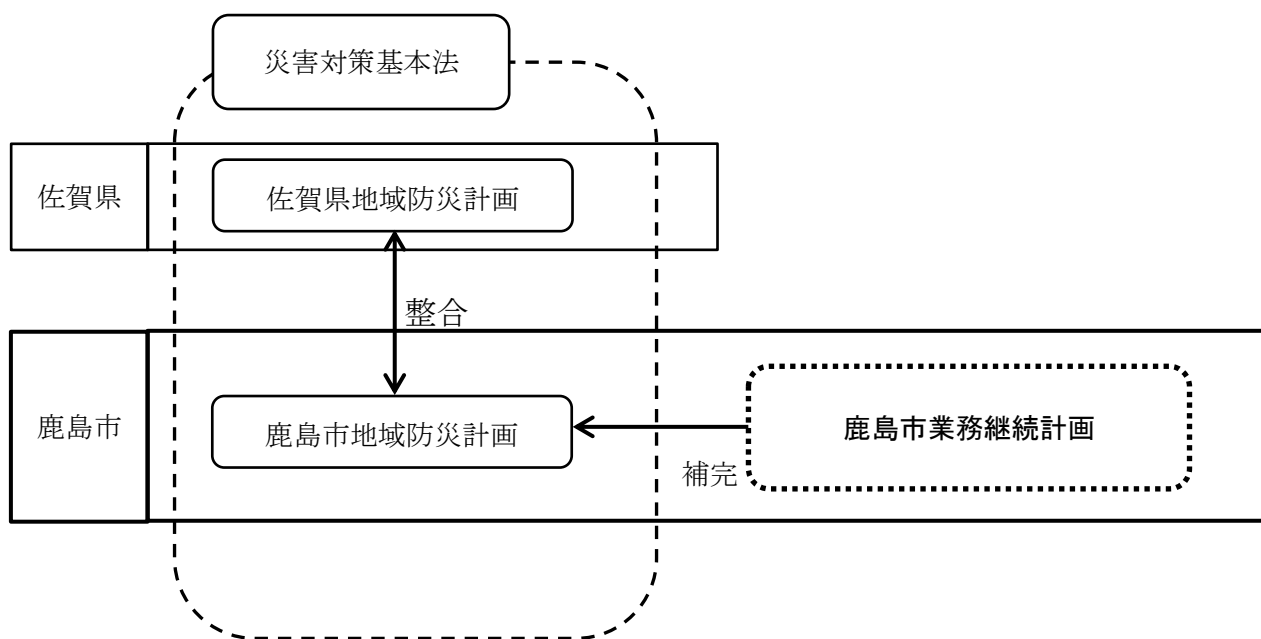 災害対策基本法
佐賀県
佐賀県地域防災計画
整合
鹿島市
鹿島市地域防災計画
鹿島市業務継続計画
補完